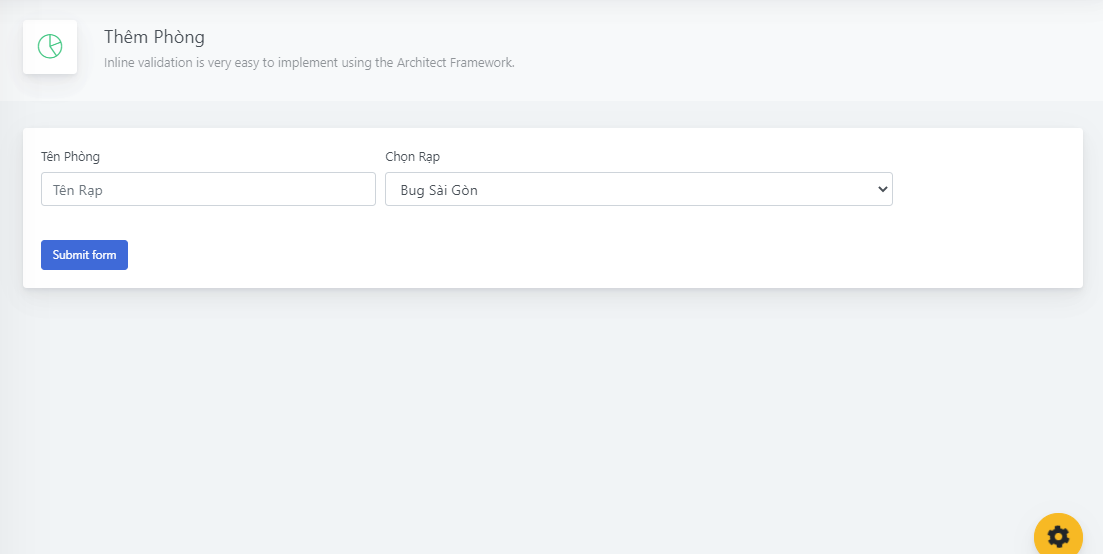 Thêm Phòng
Inline validation is very easy to implement using the Architect Framework.
Tên Phòng
Chọn Rạp
Tên Rạp
Bug Sài Gòn
Submit form